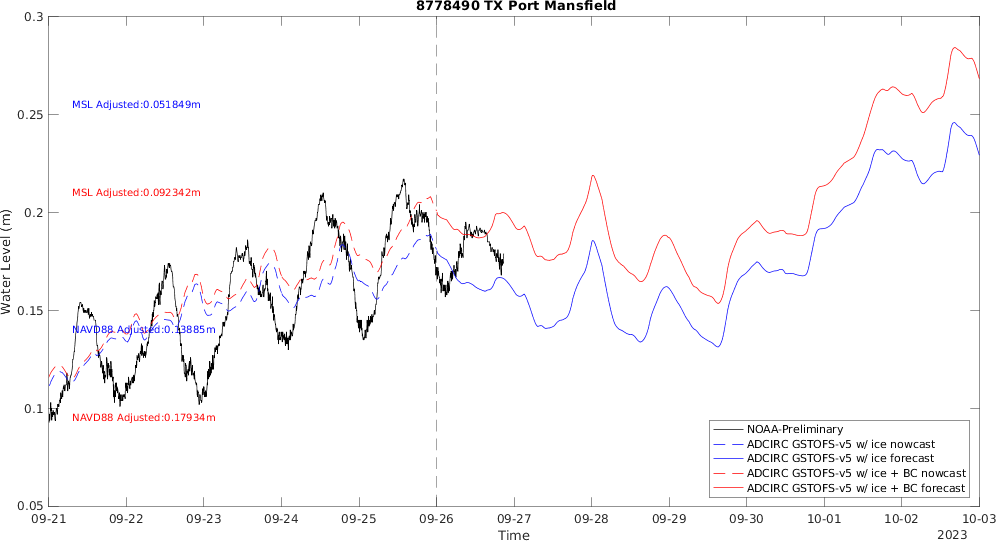 8778490 TX Port Mansfield
Water Level (m)
0.3
0.25
0.2
0.15
0.1
0.05
MSL Adjusted:0.051849m
MSL Adjusted:0.092342m
NAVD88 Adjusted:0.13885m
NAVD88 Adjusted:0.17934m
NOAA-Preliminary
ADCIRC GSTOFS-v5 w/ ice nowcast
ADCIRC GSTOFS-v5 w/ ice forecast
ADCIRC GSTOFS-v5 w/ ice + BC nowcast
ADCIRC GSTOFS-v5 w/ ice + BC forecast
09-21 09-22 09-23 09-24 09-25 09-26 09-27 09-28 09-29 09-30 10-01 10-02 10-03
Time
2023